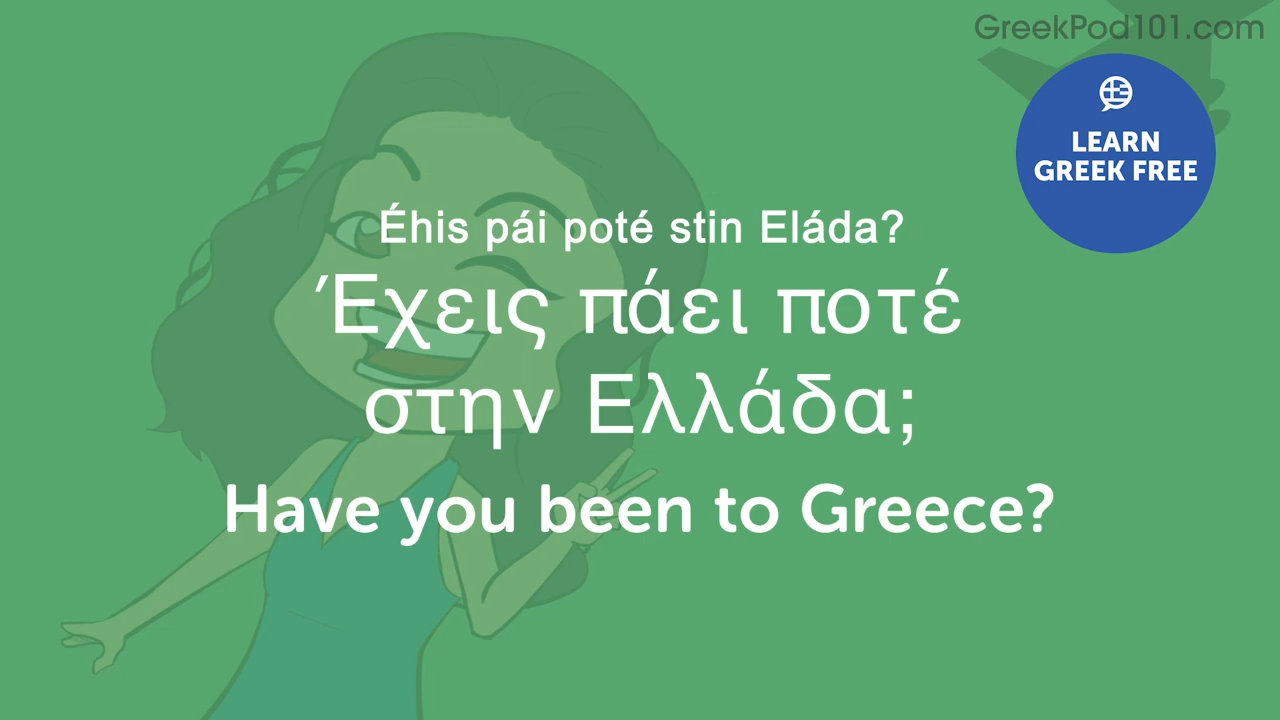 GreekPod101.com
LEARN
GREEK FREE
Éhis pái poté stin Eláda?
Έχεις πάει ποτέ
στην Ελλάδα;
Have you been to Greece?